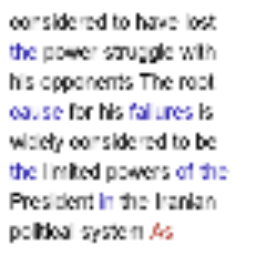 considered to have lost
the power struggle with
his opponents The root
cause for his failures is
widely considered to be
the limited powers of the
President in the Iranian
political system As